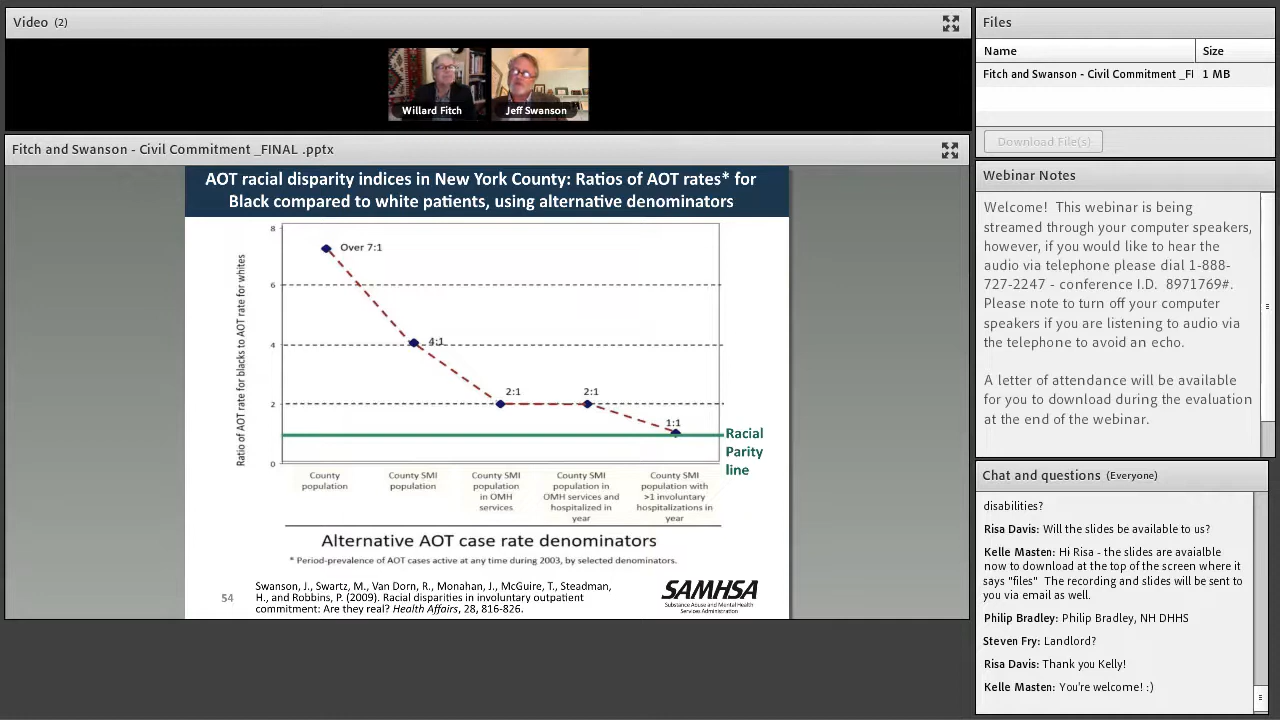 Video (2)
Willard Fitch
Jeff Swanson
Fitch and Swanson - Civil Commitment _FINAL .pptx
AOT racial disparity indices in New York County: Ratios of AOT rates* for
Black compared to white patients, using alternative denominators
Ratio of AOT rate for blacks to AOT rate for whites
8
6
4
2
0
Over 7:1
4:1
2:1
2:1
1:1
Racial
Parity
line
County
population
County SMI
population
County SMI
population
in OMH
services
County SMI
population in
OMH services and
hospitalized in
year
County SMI
population with
>1 involuntary
hospitalizations in
year
Alternative AOT case rate denominators
* Period-prevalence of AOT cases active at any time during 2003, by selected denominators.
54
Swanson, J., Swartz, M., Van Dorn, R., Monahan, J., McGuire, T., Steadman,
H., and Robbins, P. (2009). Racial disparities in involuntary outpatient
commitment: Are they real? Health Affairs, 28, 816-826.
SAMHSA
Substance Abuse and Mental Health
Services Administration
Files
Name
Size
Fitch and Swanson - Civil Commitment _FI
1 MB
Download File(s)
Webinar Notes
Welcome!  This webinar is being
streamed through your computer speakers,
however, if you would like to hear the
audio via telephone please dial 1-888-
727-2247 - conference I.D.  8971769#.
Please note to turn off your computer
speakers if you are listening to audio via
the telephone to avoid an echo.
A letter of attendance will be available
for you to download during the evaluation
at the end of the webinar.
Chat and questions (Everyone)
disabilities?
Risa Davis: Will the slides be available to us?
Kelle Masten: Hi Risa - the slides are avaialble
now to download at the top of the screen where it
says "files"  The recording and slides will be sent to
you via email as well.
Philip Bradley: Philip Bradley, NH DHHS
Steven Fry: Landlord?
Risa Davis: Thank you Kelly!
Kelle Masten: You're welcome! :)